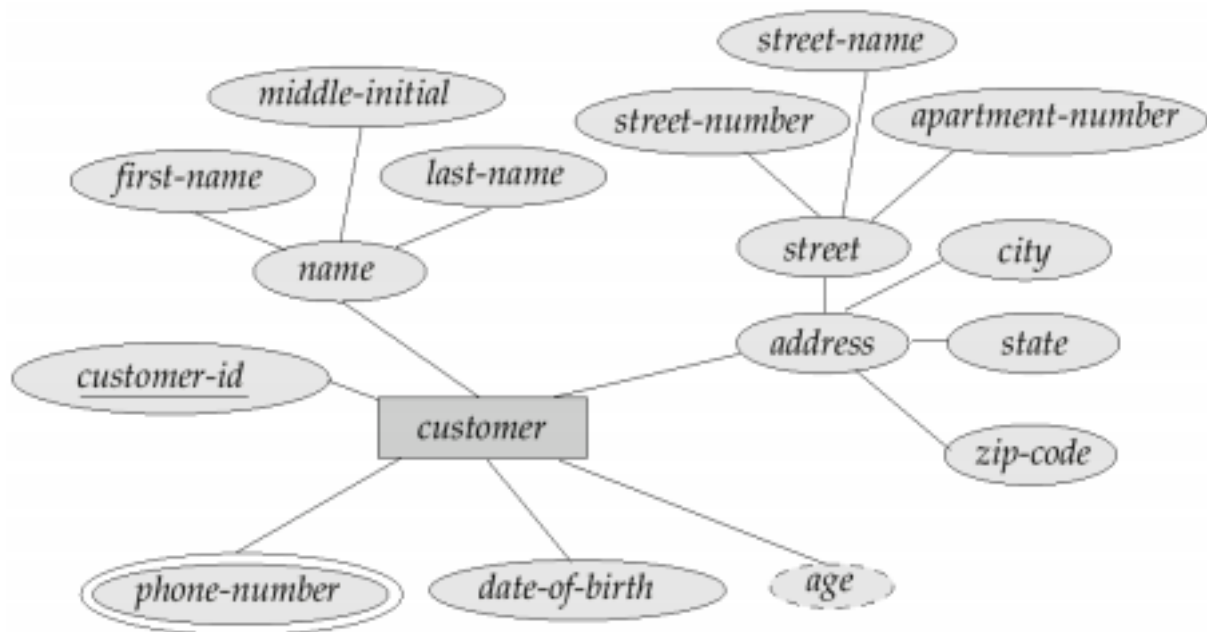 street-name
middle-initial
street-number
apartment-number
first-name
last-name
name
street
city
address
state
customer-id
customer
zip-code
phone-number
date-of-birth
age